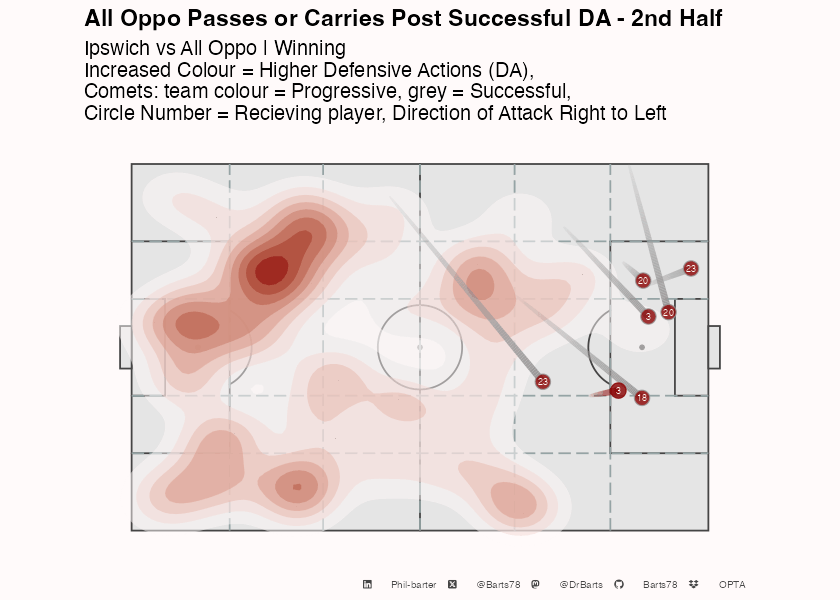 All Oppo Passes or Carries Post Successful DA - 2nd Half
Ipswich vs All Oppo | Winning
Increased Colour = Higher Defensive Actions (DA),
Comets: team colour = Progressive, grey = Successful,
Circle Number = Recieving player, Direction of Attack Right to Left
23
20
20
3
23
3
18
Phil-barter @Barts78 @DrBarts Barts78 OPTA